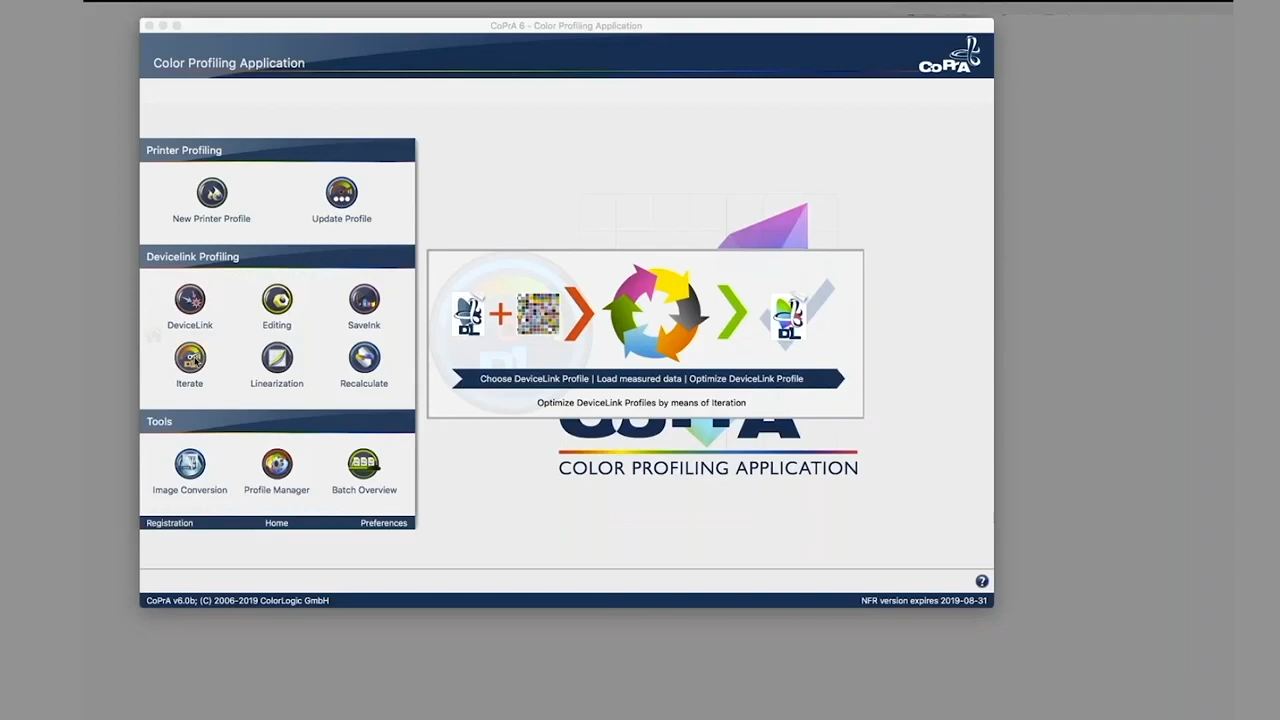 CoPrA 6 - Color Profiling Application
Color Profiling Application
CoPrA
Printer Profiling
New Printer Profile
Update Profile
Devicelink Profiling
DeviceLink
Editing
SaveInk
Iterate
Linearization
Recalculate
Tools
Image Conversion
Profile Manager
Batch Overview
Registration
Home
Preferences
Choose DeviceLink Profile | Load measured data | Optimize DeviceLink Profile
Optimize DeviceLink Profiles by means of Iteration
COLOR PROFILING APPLICATION
?
CoPrA v6.0b; (C) 2006-2019 ColorLogic GmbH
NFR version expires 2019-08-31